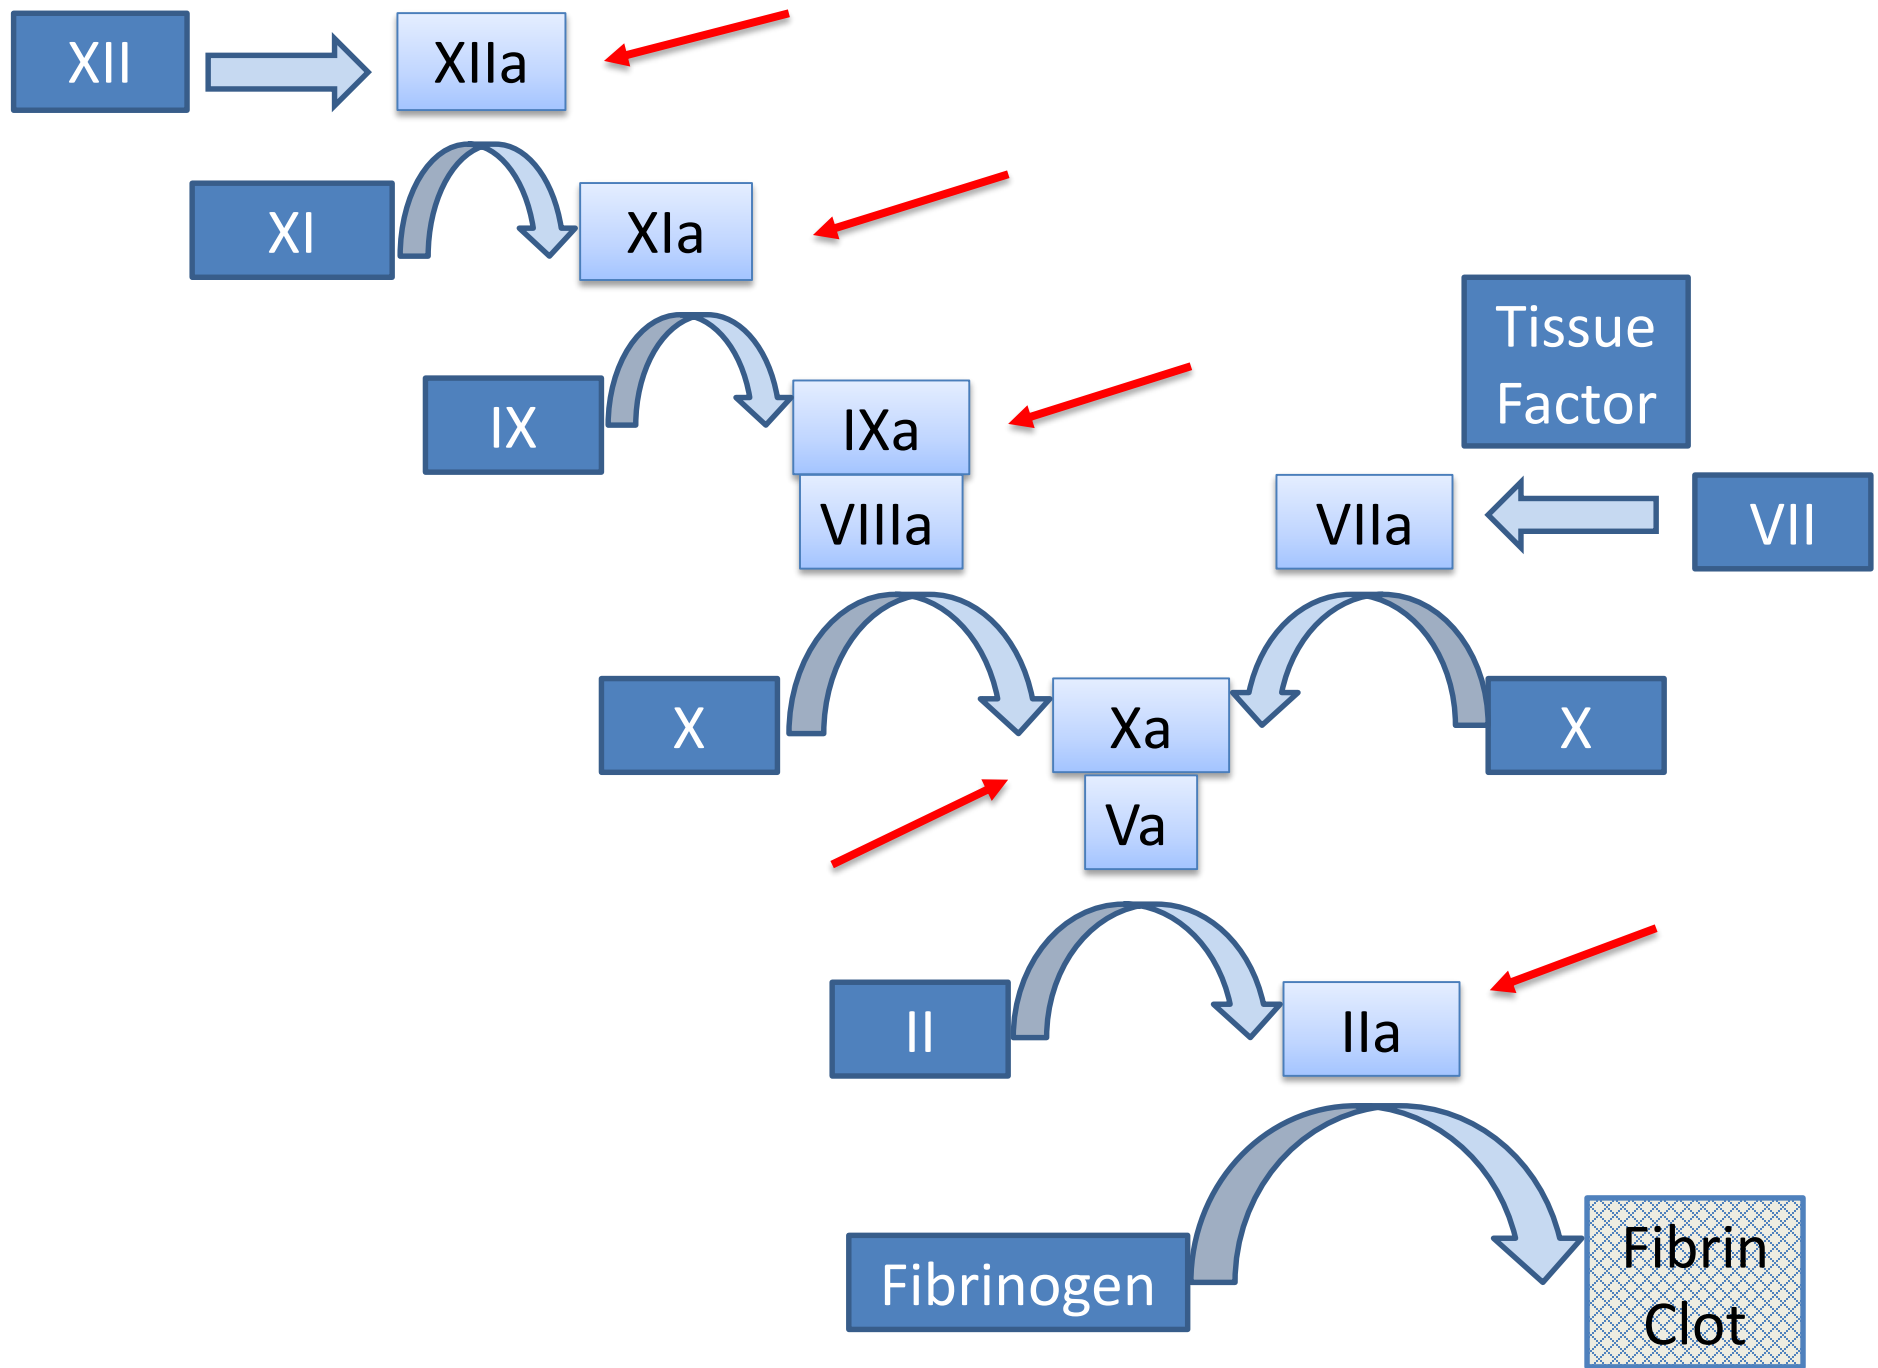 XII
XIIa
XI
XIa
Tissue
Factor
IX
IXa
VIIIa
VIIa
VII
X
Xa
X
Va
II
IIa
Fibrinogen
Fibrin
Clot